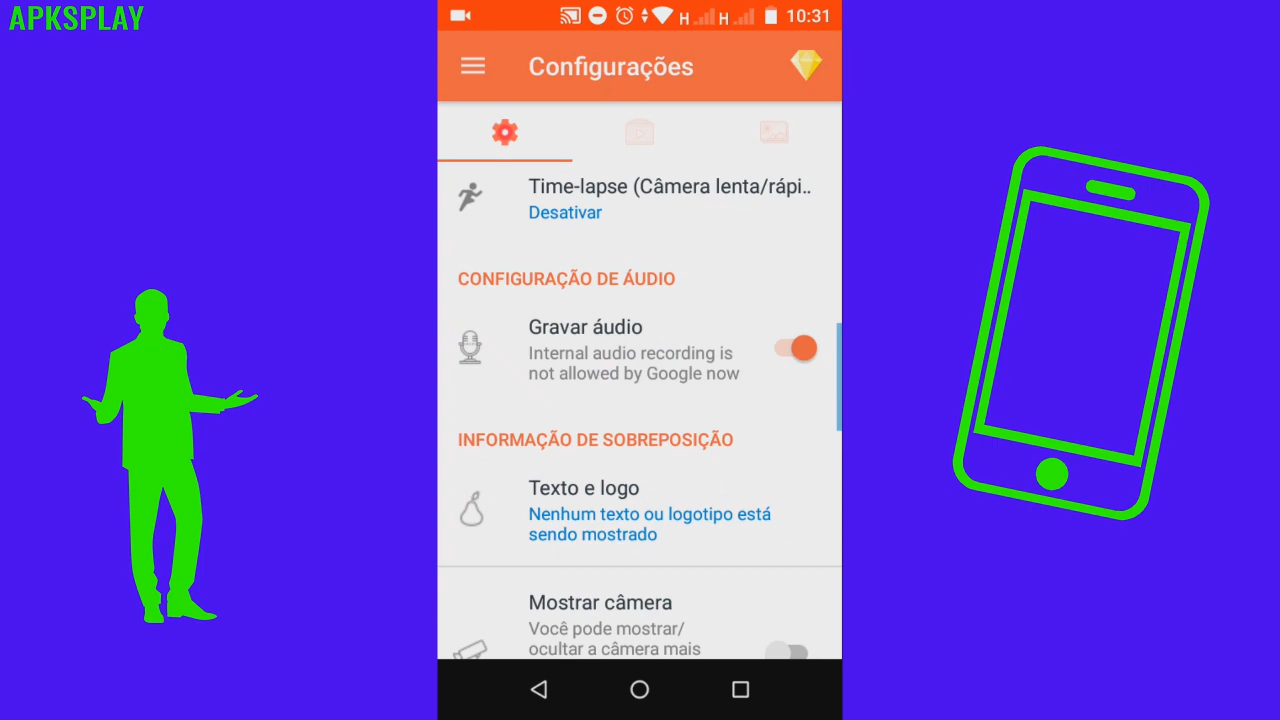 APKSPLAY
H H 10:31
Configurações
Time-lapse (Câmera lenta/rápi..
Desativar
CONFIGURAÇÃO DE ÁUDIO
Gravar áudio
Internal audio recording is
not allowed by Google now
INFORMAÇÃO DE SOBREPOSIÇÃO
Texto e logo
Nenhum texto ou logotipo está
sendo mostrado
Mostrar câmera
Você pode mostrar/
ocultar a câmera mais